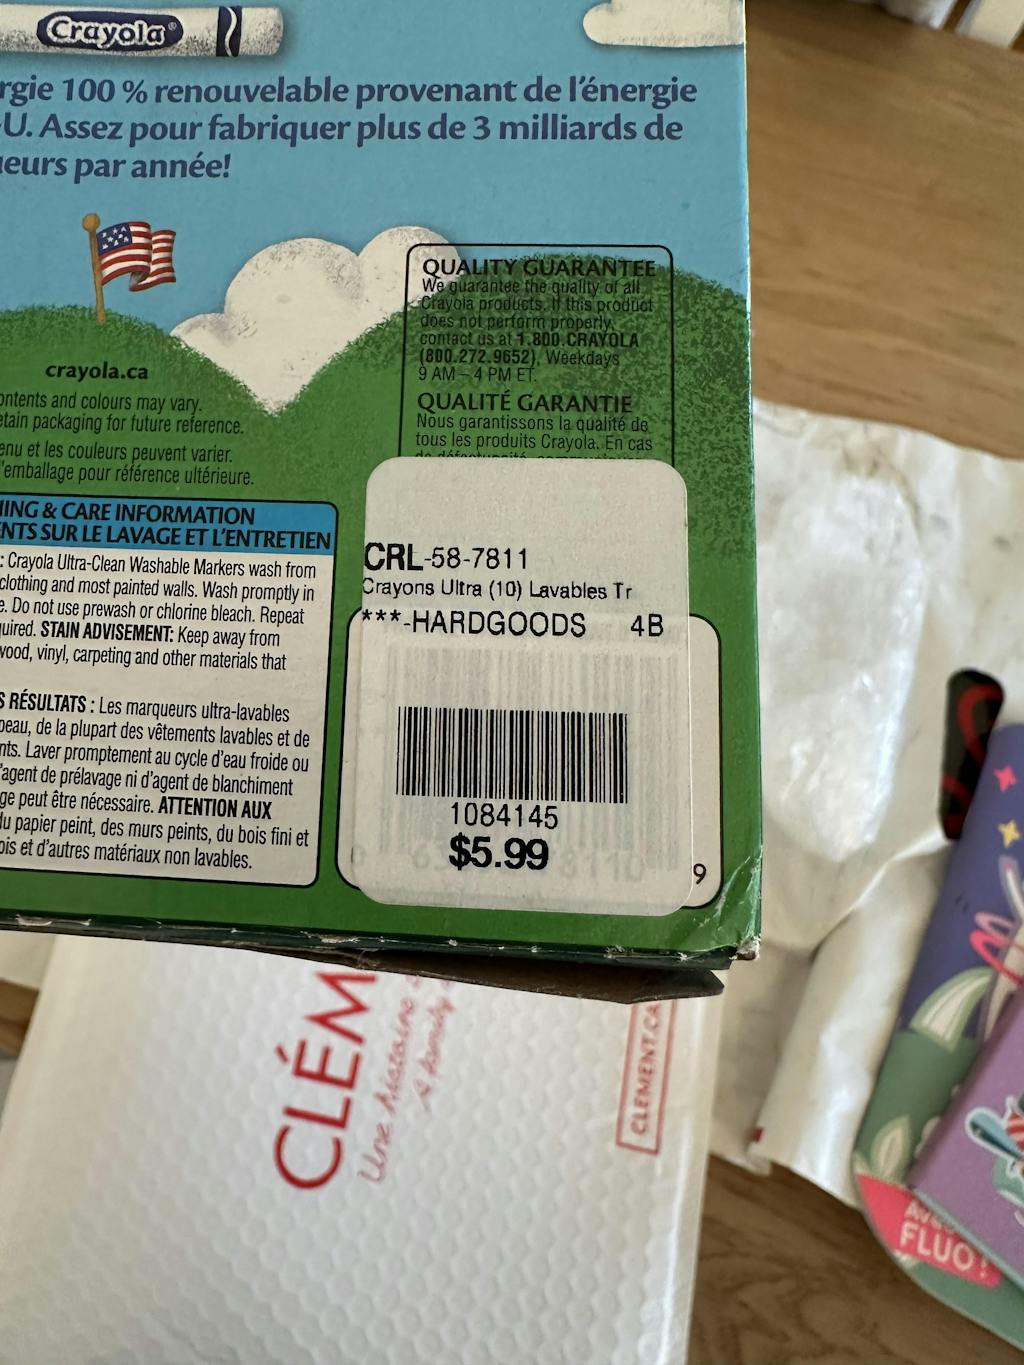 Crayola®
rgie 100 % renouvelable provenant de l'énergie
-U. Assez pour fabriquer plus de 3 milliards de
ueurs par année!
QUALITY GUARANTEE
We guarantee the quality of all
Crayola products. If this product
does not perform properly,
contact us at 1.800.CRAYOLA
(800.272.9652), Weekdays
9 AM – 4 PM ET.
QUALITÉ GARANTIE
Nous garantissons la qualité de
tous les produits Crayola. En cas
crayola.ca
ontents and colours may vary.
etain packaging for future reference.
enu et les couleurs peuvent varier.
'emballage pour référence ultérieure.
ING & CARE INFORMATION
ENTS SUR LE LAVAGE ET L'ENTRETIEN
: Crayola Ultra-Clean Washable Markers wash from
clothing and most painted walls. Wash promptly in
e. Do not use prewash or chlorine bleach. Repeat
quired. STAIN ADVISEMENT: Keep away from
wood, vinyl, carpeting and other materials that
S RÉSULTATS : Les marqueurs ultra-lavables
peau, de la plupart des vêtements lavables et de
nts. Laver promptement au cycle d'eau froide ou
'agent de prélavage ni d'agent de blanchiment
ge peut être nécessaire. ATTENTION AUX
du papier peint, des murs peints, du bois fini et
ois et d'autres matériaux non lavables.
CRL-58-7811
Crayons Ultra (10) Lavables Tr
***-HARDGOODS 4B
1084145
$5.99
9
CLÉM
Une histoire
A family
CLEMENT.CA
FLUO!